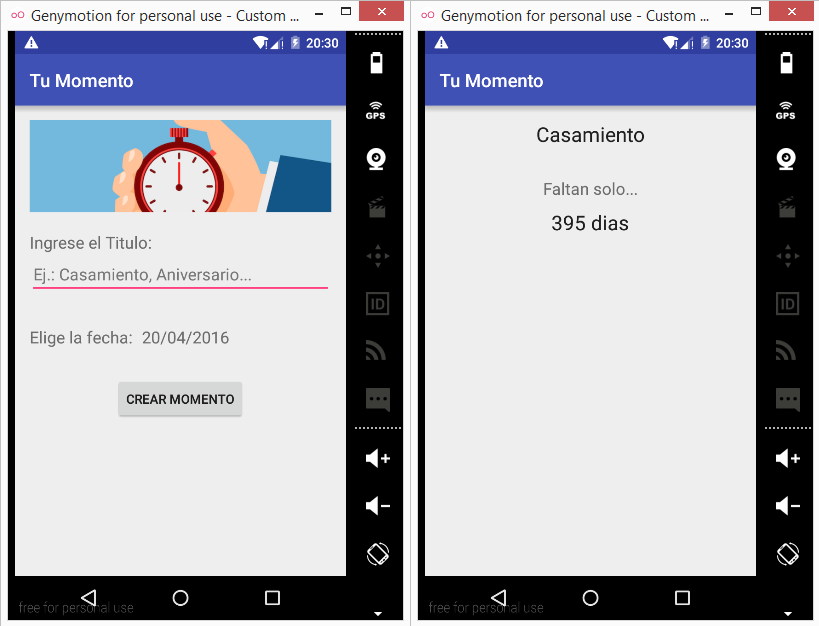 Genymotion for personal use - Custom ...
20:30
Tu Momento
Ingrese el Titulo:
Ej.: Casamiento, Aniversario...
Elige la fecha: 20/04/2016
CREAR MOMENTO
GPS
ID
free for personal use
Genymotion for personal use - Custom ...
20:30
Tu Momento
Casamiento
Faltan solo...
395 dias
GPS
ID
free for personal use